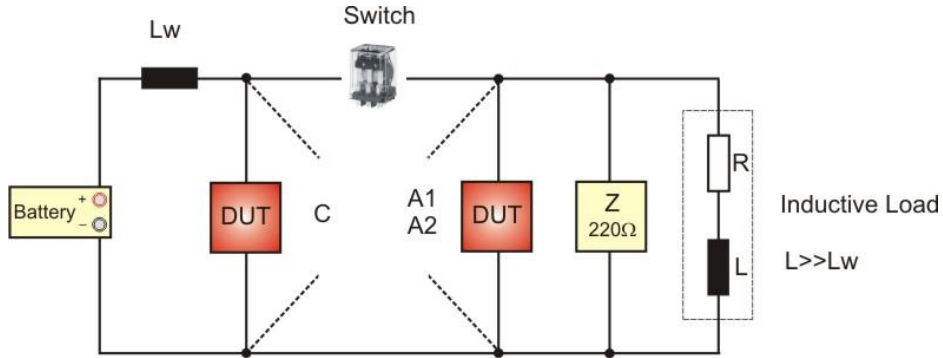 Switch
Lw
Battery
+
−
DUT
C
A1
A2
DUT
Z
220Ω
R
L
Inductive Load
L>>Lw